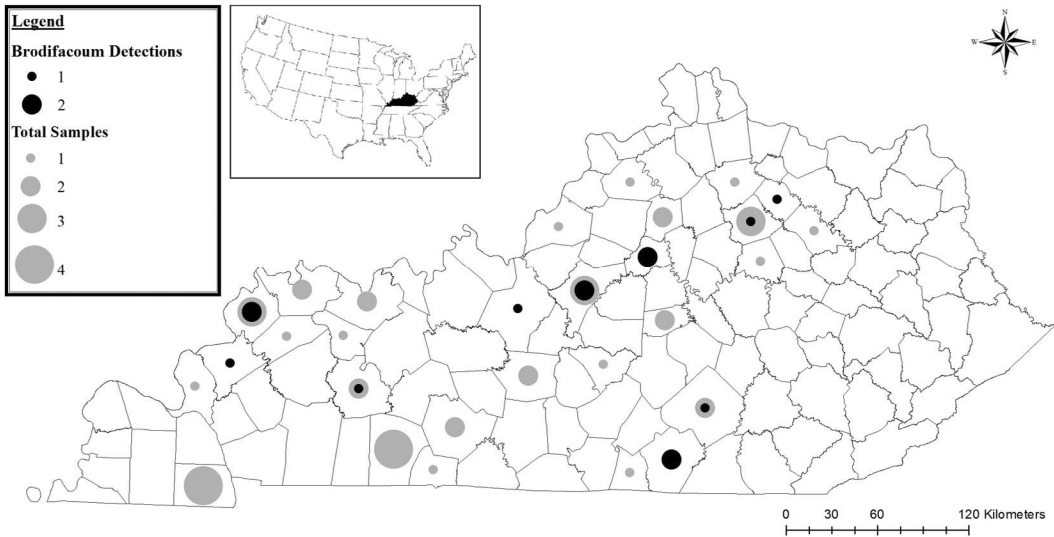 Legend
Brodifacoum Detections
1
2
Total Samples
1
2
3
4
N
W E
S
0 30 60 120 Kilometers